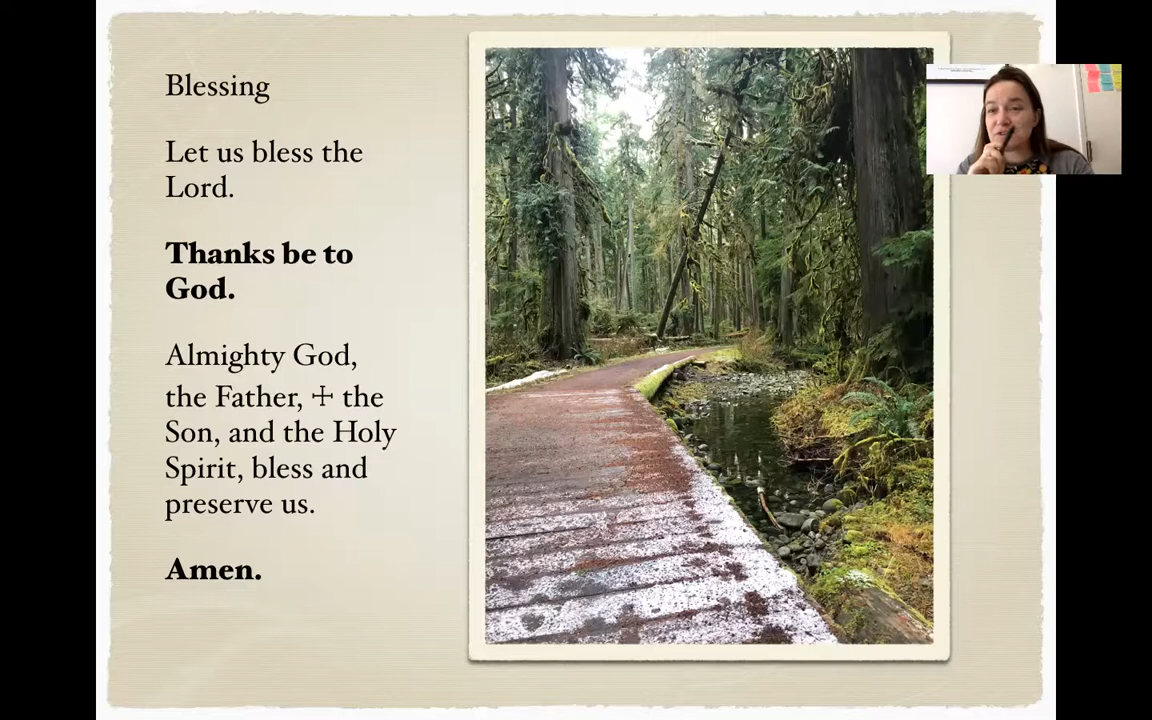 Blessing
Let us bless the
Lord.
Thanks be to
God.
Almighty God,
the Father, ☩ the
Son, and the Holy
Spirit, bless and
preserve us.
Amen.